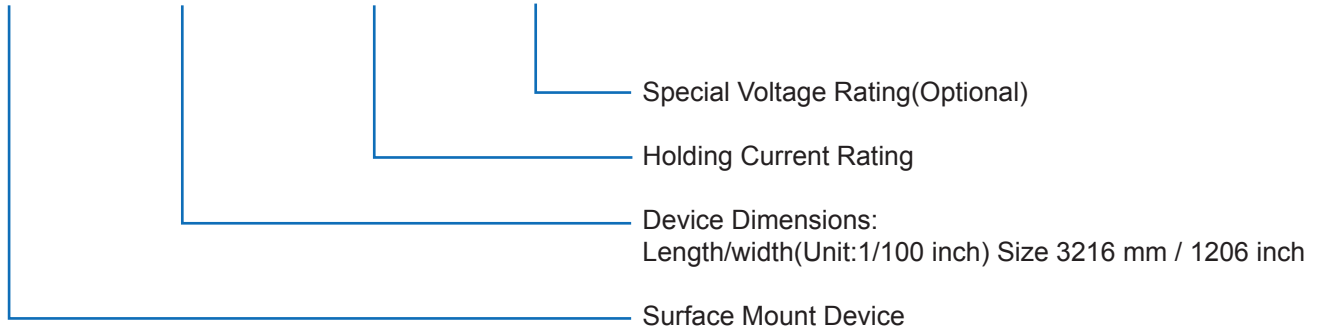 Special Voltage Rating(Optional)
Holding Current Rating
Device Dimensions:
Length/width(Unit:1/100 inch) Size 3216 mm / 1206 inch
Surface Mount Device